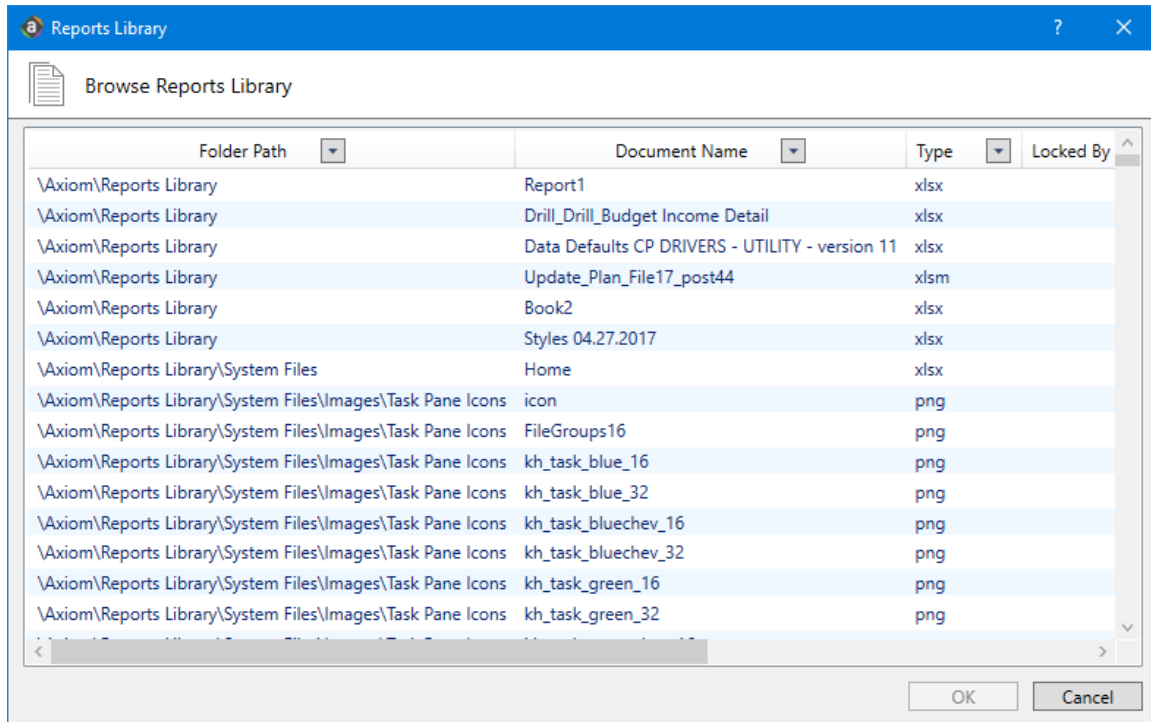 Reports Library
Browse Reports Library
Folder Path Document Name Type Locked By
\Axiom\Reports Library Report1 xlsx
\Axiom\Reports Library Drill_Drill_Budget Income Detail xlsx
\Axiom\Reports Library Data Defaults CP DRIVERS - UTILITY - version 11 xlsx
\Axiom\Reports Library Update_Plan_File17_post44 xlsm
\Axiom\Reports Library Book2 xlsx
\Axiom\Reports Library Styles 04.27.2017 xlsx
\Axiom\Reports Library\System Files Home xlsx
\Axiom\Reports Library\System Files\Images\Task Pane Icons icon png
\Axiom\Reports Library\System Files\Images\Task Pane Icons FileGroups16 png
\Axiom\Reports Library\System Files\Images\Task Pane Icons kh_task_blue_16 png
\Axiom\Reports Library\System Files\Images\Task Pane Icons kh_task_blue_32 png
\Axiom\Reports Library\System Files\Images\Task Pane Icons kh_task_bluechev_16 png
\Axiom\Reports Library\System Files\Images\Task Pane Icons kh_task_bluechev_32 png
\Axiom\Reports Library\System Files\Images\Task Pane Icons kh_task_green_16 png
\Axiom\Reports Library\System Files\Images\Task Pane Icons kh_task_green_32 png
OK Cancel